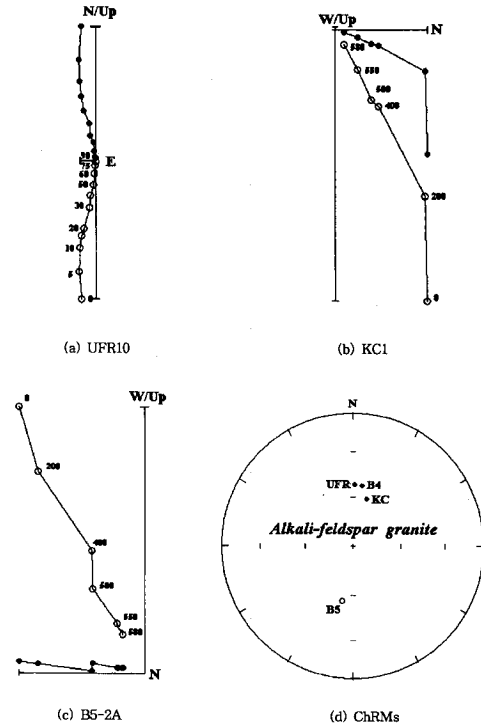 N/Up
E
90
75
60
50
30
20
10
5
0
(a) UFR10
W/Up
N
580
550
500
400
200
0
(b) KC1
W/Up
0
200
400
500
550
580
N
(c) B5-2A
N
UFR
B4
KC
Alkali-feldspar granite
B5
(d) ChRMs